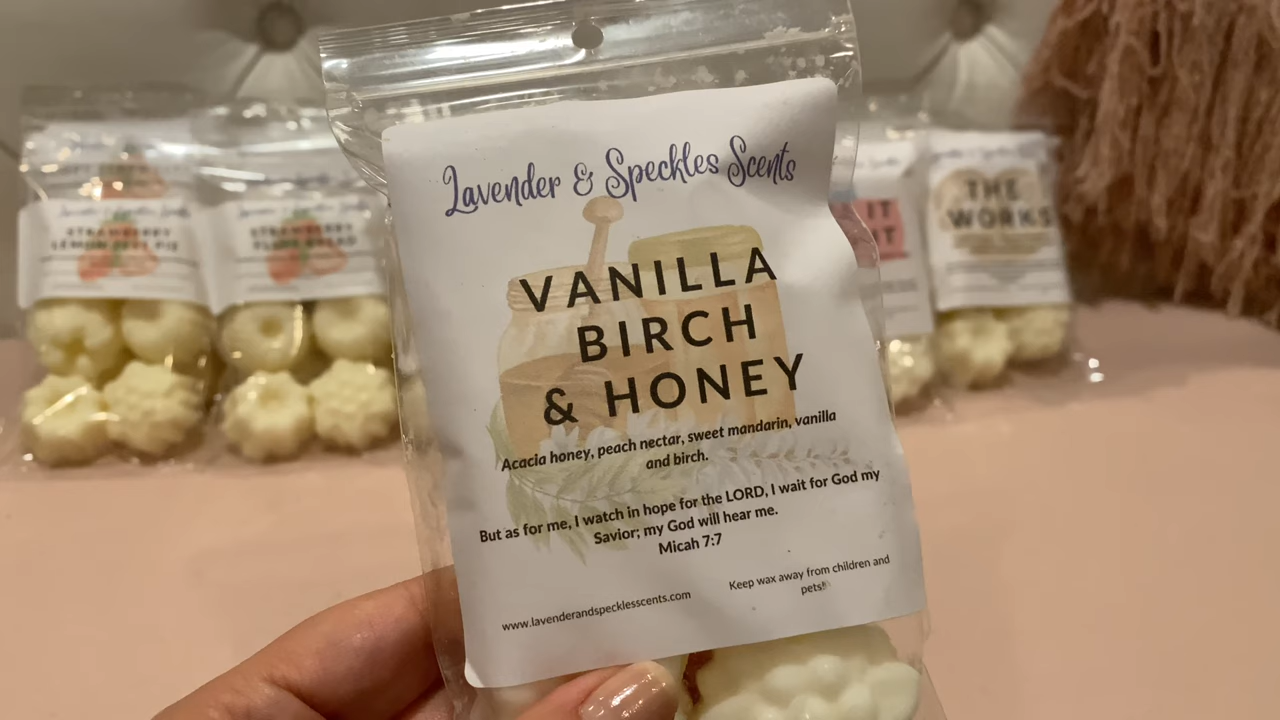 Lavender & Speckles Scents
VANILLA
BIRCH
& HONEY
Acacia honey, peach nectar, sweet mandarin, vanilla
and birch.
But as for me, I watch in hope for the LORD, I wait for God my
Savior; my God will hear me.
Micah 7:7
Keep wax away from children and
pets!
www.lavenderandspecklesscents.com
STRAWBERRY
STRAWBERRY
IT
THE
WORKS